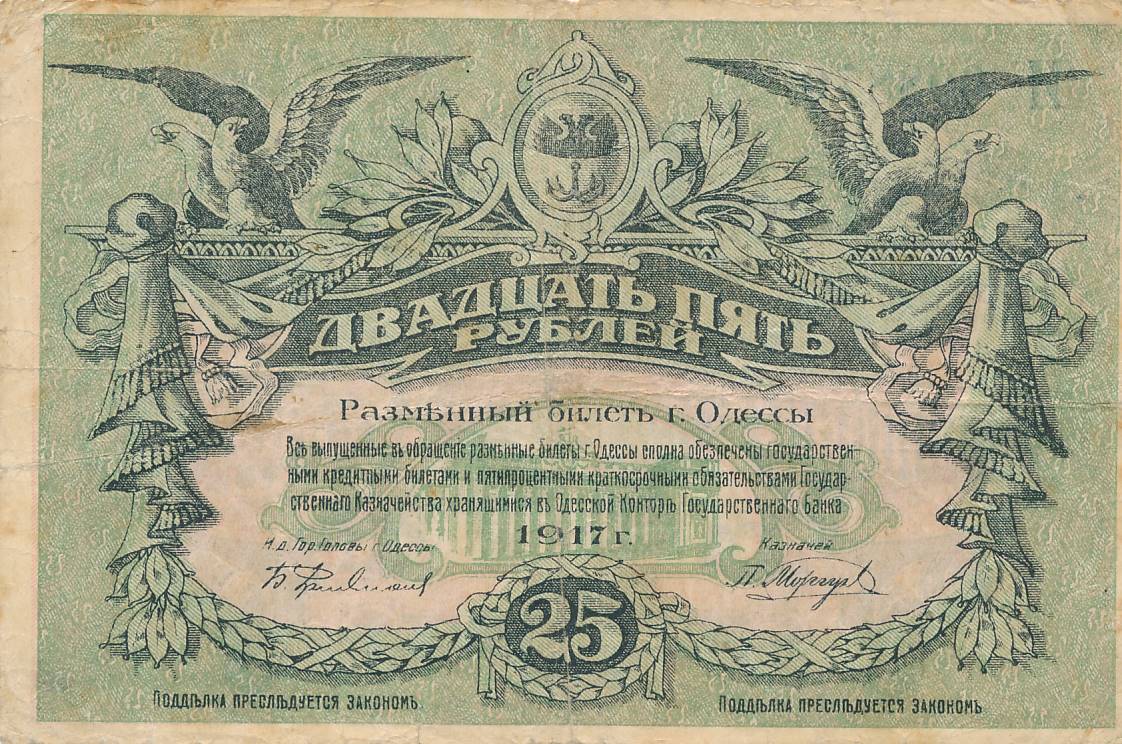 ДВАДЦАТЬ ПЯТЬ
РУБЛЕЙ
Размѣнный билетъ г. Одессы
Всѣ выпущенные въ обращенiе размѣнные билеты г. Одессы вполна обезпечены государствен-
ными кредитными билетами и пятипроцентными краткосрочными обязательствами Государ-
ственнаго Казначейства хранящимися въ Одесской Конторѣ Государственнаго Банка
1917 г.
И. д. Гор. Головы г. Одессы
Казначей
25
Поддѣлка преслѣдуется закономъ.
Поддѣлка преслѣдуется закономъ